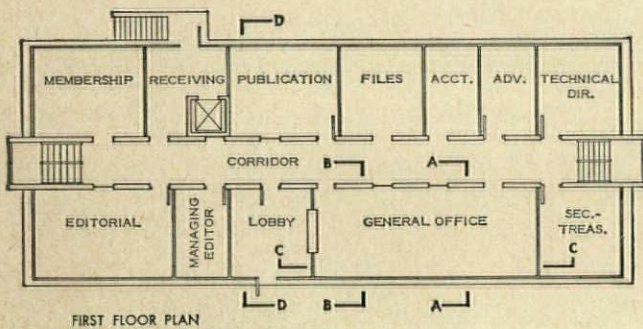 D
MEMBERSHIP
RECEIVING
PUBLICATION
FILES
ACCT.
ADV.
TECHNICAL
DIR.
CORRIDOR
B
A
EDITORIAL
MANAGING
EDITOR
LOBBY
GENERAL OFFICE
SEC.-
TREAS.
C
C
D
B
A
FIRST FLOOR PLAN